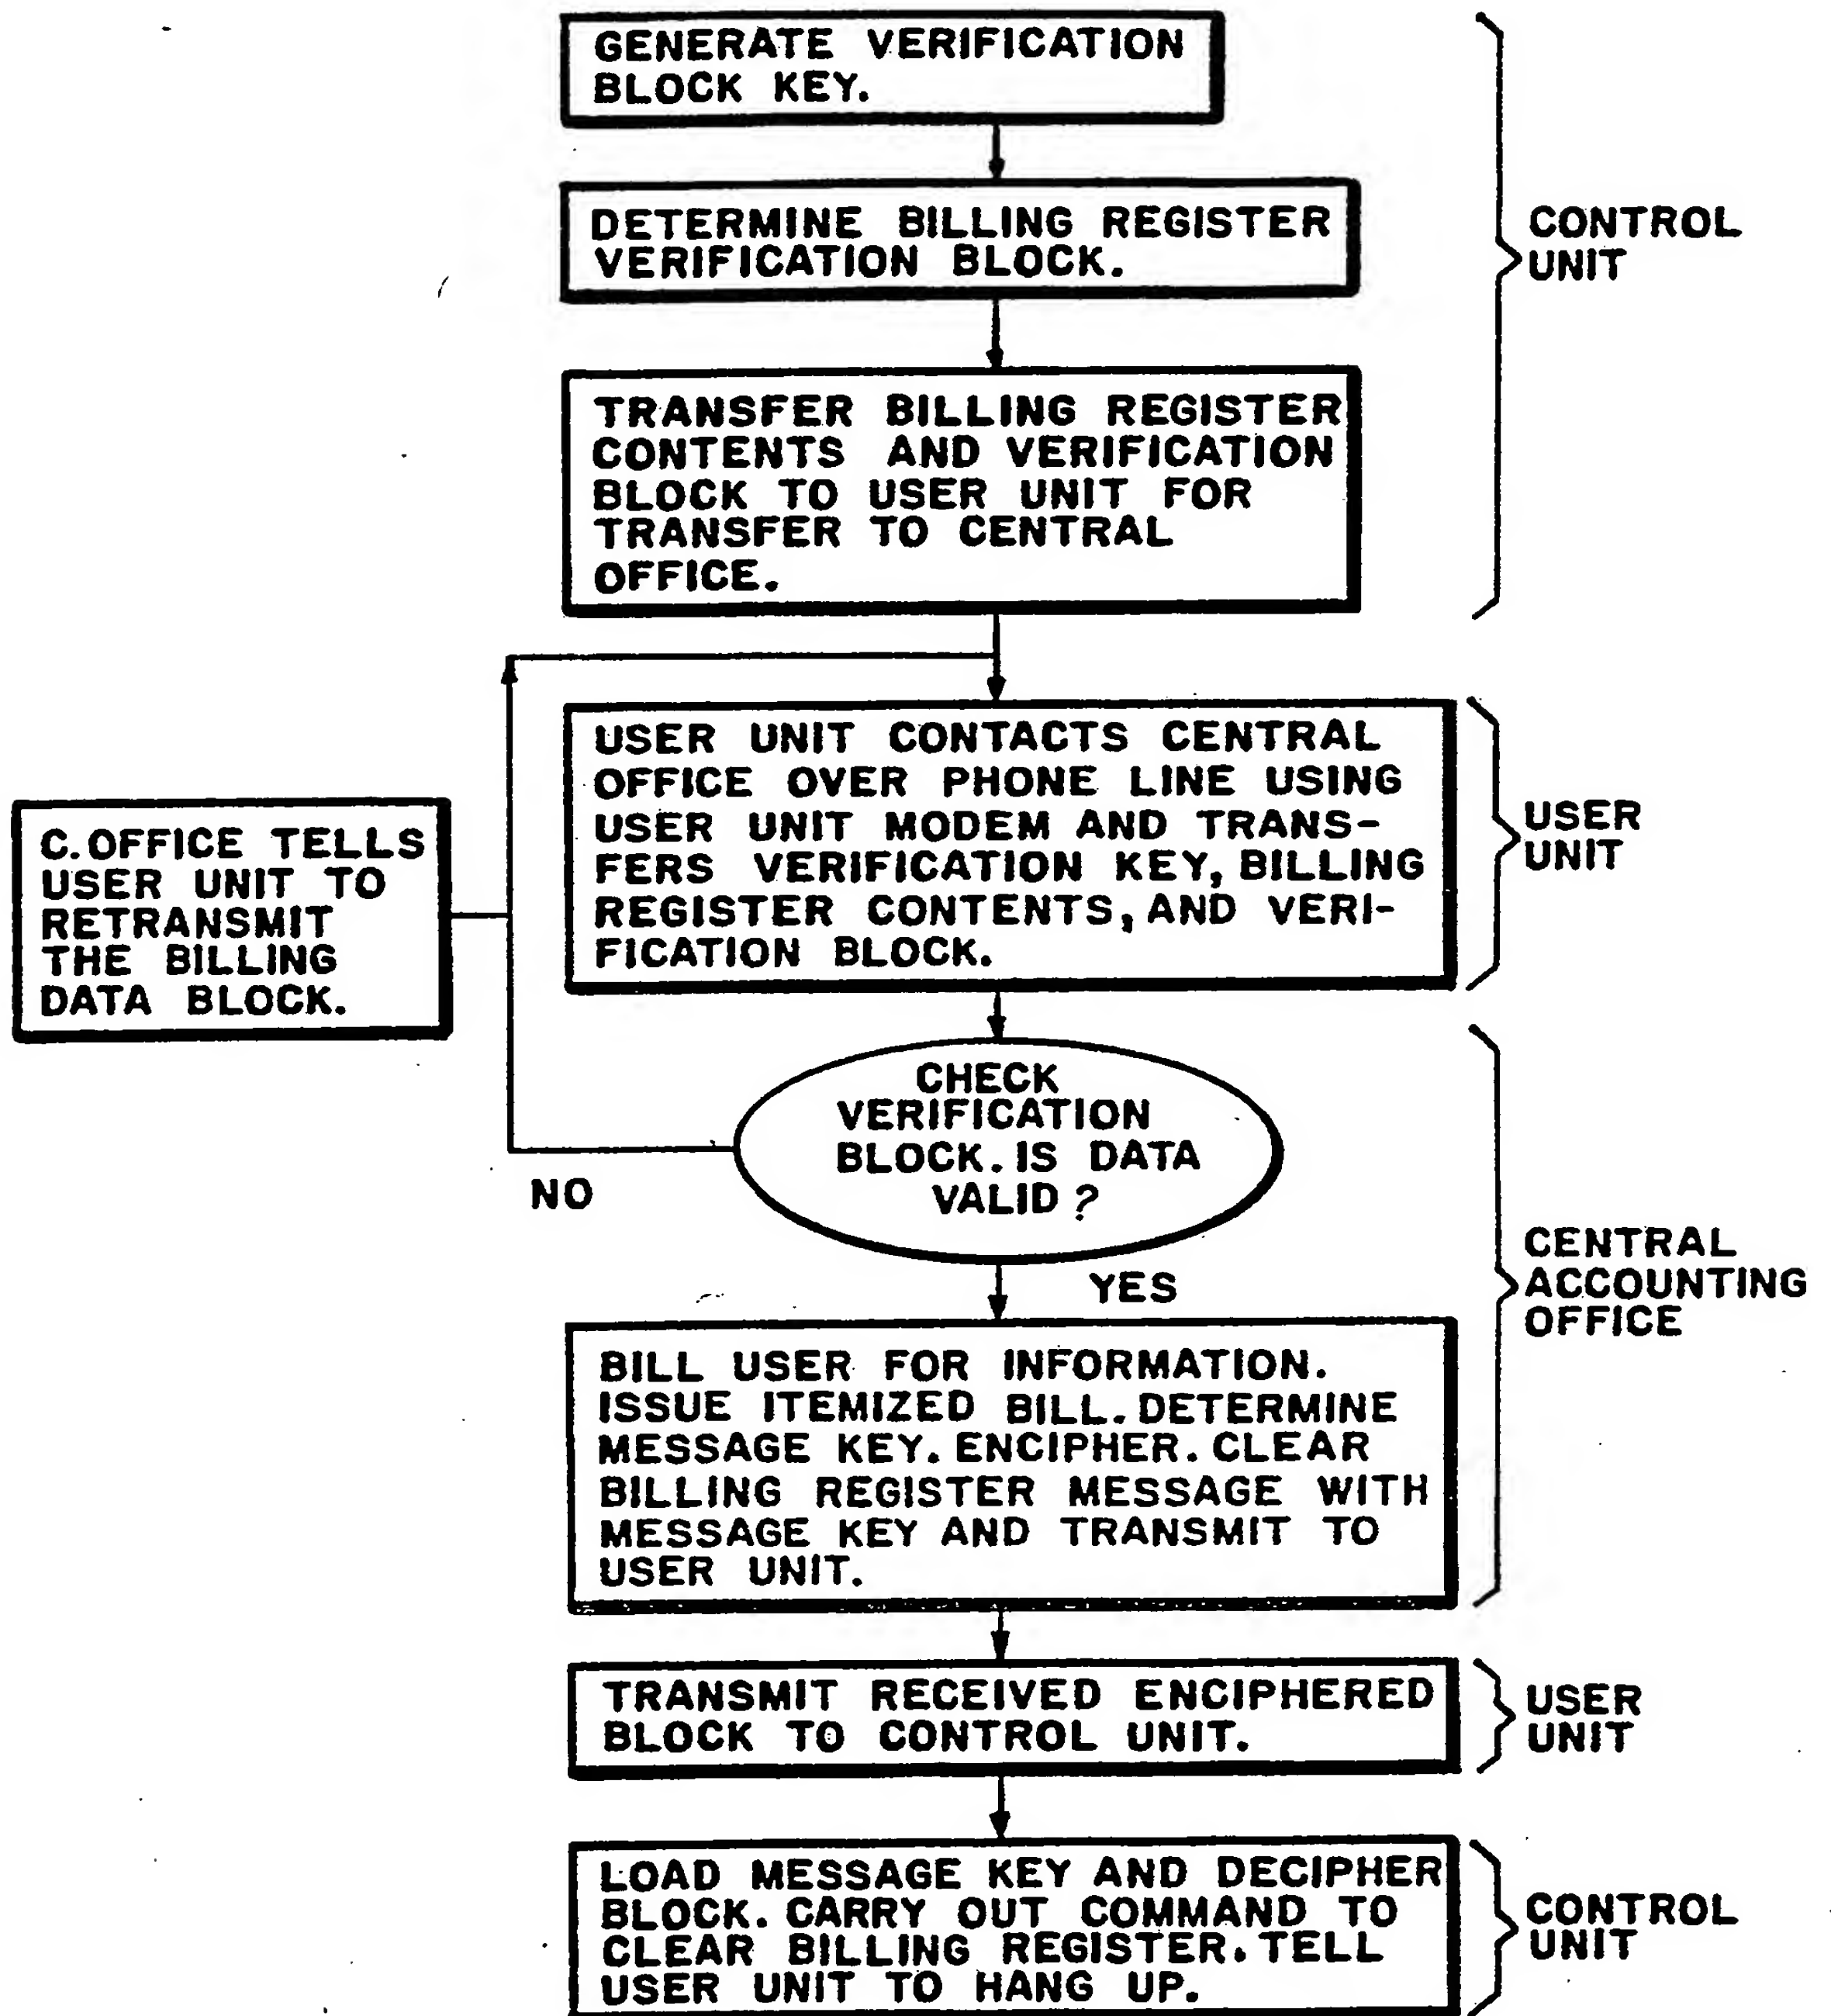 GENERATE VERIFICATION
BLOCK KEY.
DETERMINE BILLING REGISTER
VERIFICATION BLOCK.
CONTROL
UNIT
TRANSFER BILLING REGISTER
CONTENTS AND VERIFICATION
BLOCK TO USER UNIT FOR
TRANSFER TO CENTRAL
OFFICE.
USER UNIT CONTACTS CENTRAL
OFFICE OVER PHONE LINE USING
USER UNIT MODEM AND TRANS-
FERS VERIFICATION KEY, BILLING
REGISTER CONTENTS, AND VERI-
FICATION BLOCK.
USER
UNIT
C. OFFICE TELLS
USER UNIT TO
RETRANSMIT
THE BILLING
DATA BLOCK.
CHECK
VERIFICATION
BLOCK. IS DATA
VALID ?
NO
YES
CENTRAL
ACCOUNTING
OFFICE
BILL USER FOR INFORMATION.
ISSUE ITEMIZED BILL. DETERMINE
MESSAGE KEY. ENCIPHER. CLEAR
BILLING REGISTER MESSAGE WITH
MESSAGE KEY AND TRANSMIT TO
USER UNIT.
TRANSMIT RECEIVED ENCIPHERED
BLOCK TO CONTROL UNIT.
USER
UNIT
LOAD MESSAGE KEY AND DECIPHER
BLOCK. CARRY OUT COMMAND TO
CLEAR BILLING REGISTER. TELL
USER UNIT TO HANG UP.
CONTROL
UNIT